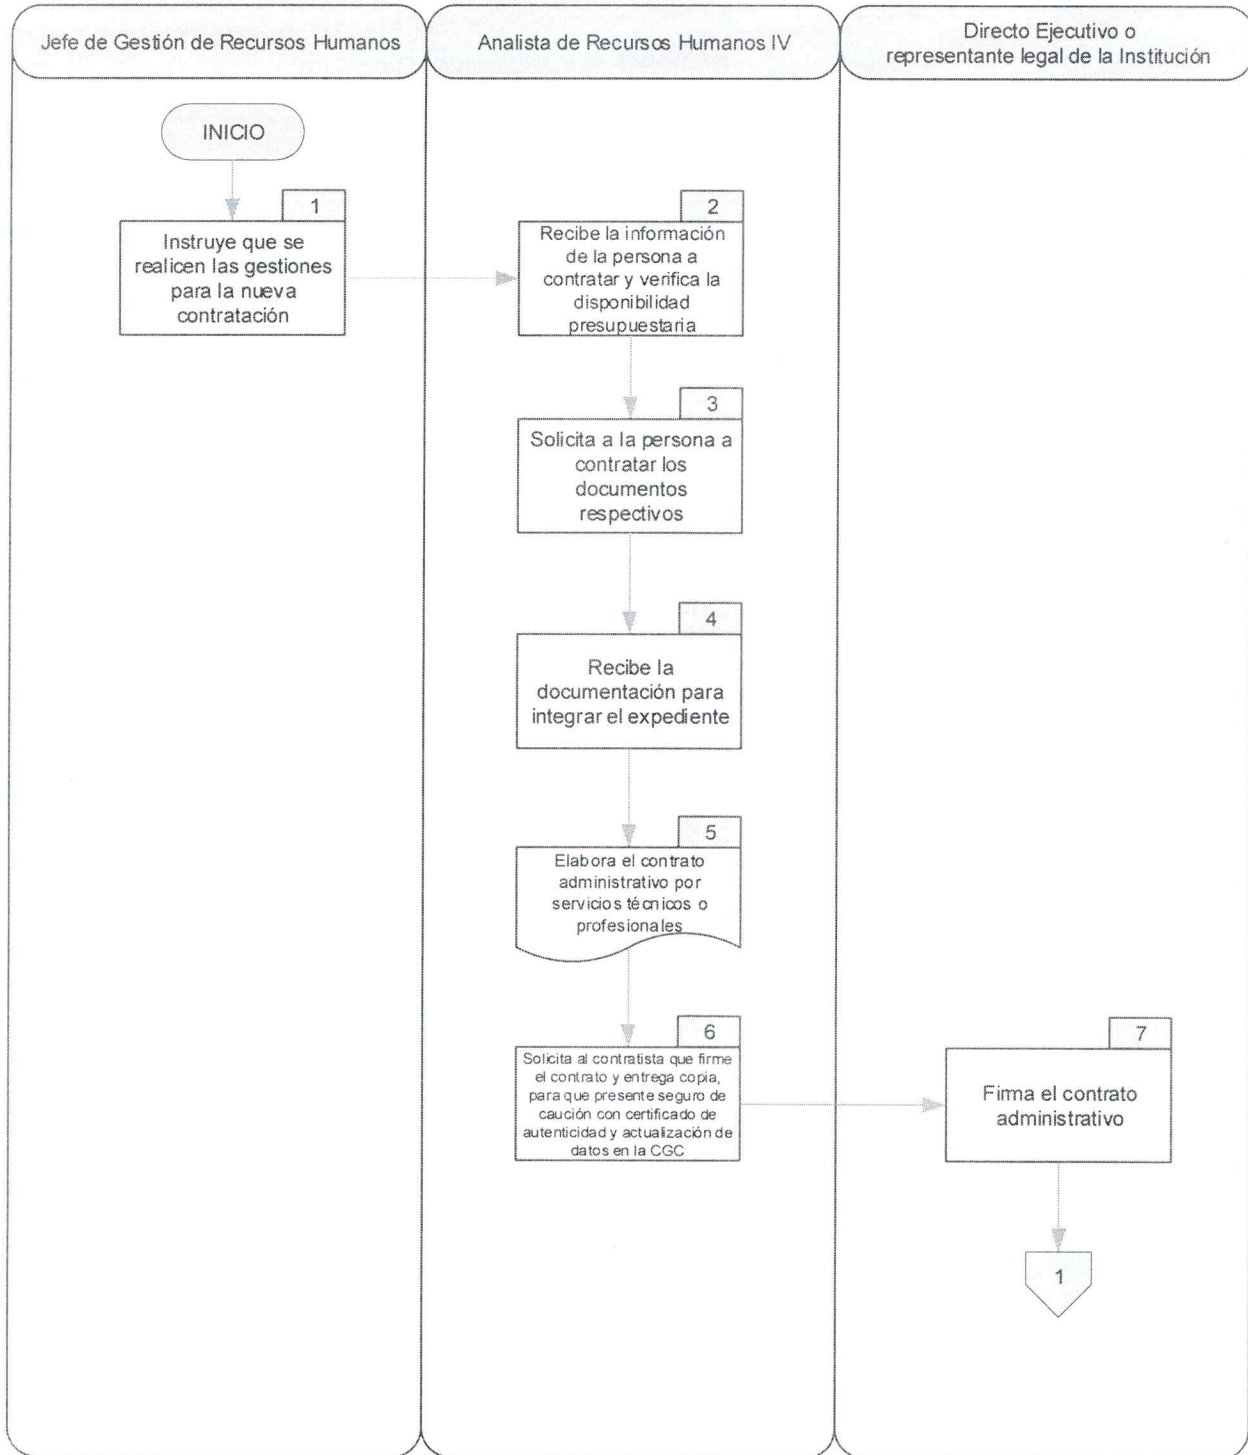 Jefe de Gestión de Recursos Humanos
Analista de Recursos Humanos IV
Directo Ejecutivo o
representante legal de la Institución
INICIO
1
Instruye que se
realicen las gestiones
para la nueva
contratación
2
Recibe la información
de la persona a
contratar y verifica la
disponibilidad
presupuestaria
3
Solicita a la persona a
contratar los
documentos
respectivos
4
Recibe la
documentación para
integrar el expediente
5
Elabora el contrato
administrativo por
servicios técnicos o
profesionales
6
Solicita al contratista que firme
el contrato y entrega copia,
para que presente seguro de
caución con certificado de
autenticidad y actualización de
datos en la CGC
7
Firma el contrato
administrativo
1